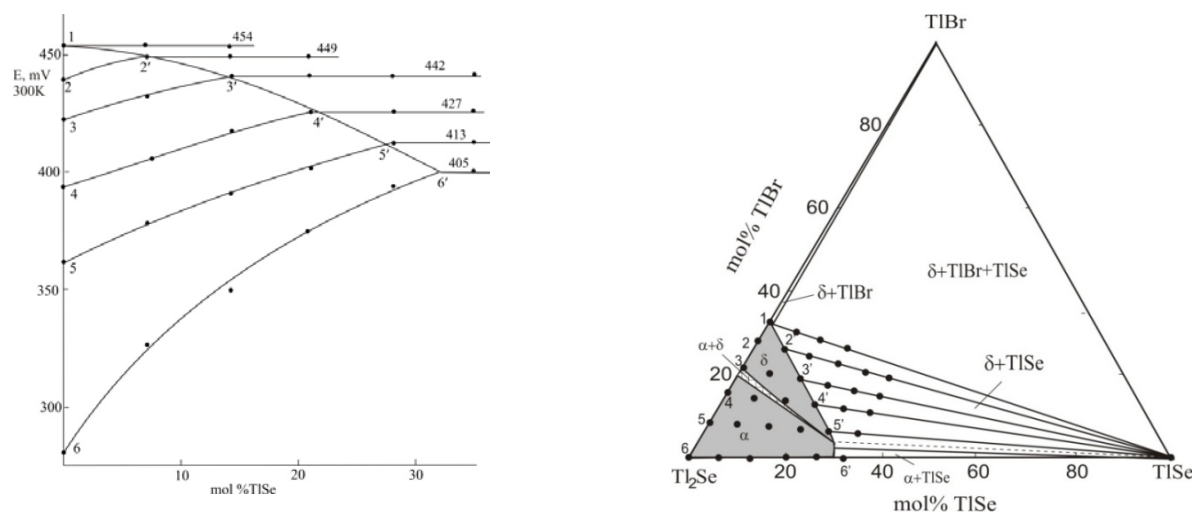 1
454
450
449
E, mV
300K
2
2′
442
3
3′
427
4′
413
400
4
5′
405
6′
5
350
300
6
10
20
30
mol %TlSe
TlBr
80
60
mol% TlBr
δ+TlBr+TlSe
40
δ+TlBr
1
2
2′
α+δ
3
δ
3′
δ+TlSe
20
4
4′
5
α
5′
6
Tl2Se
20
6′
40
α+TlSe
60
80
TlSe
mol% TlSe